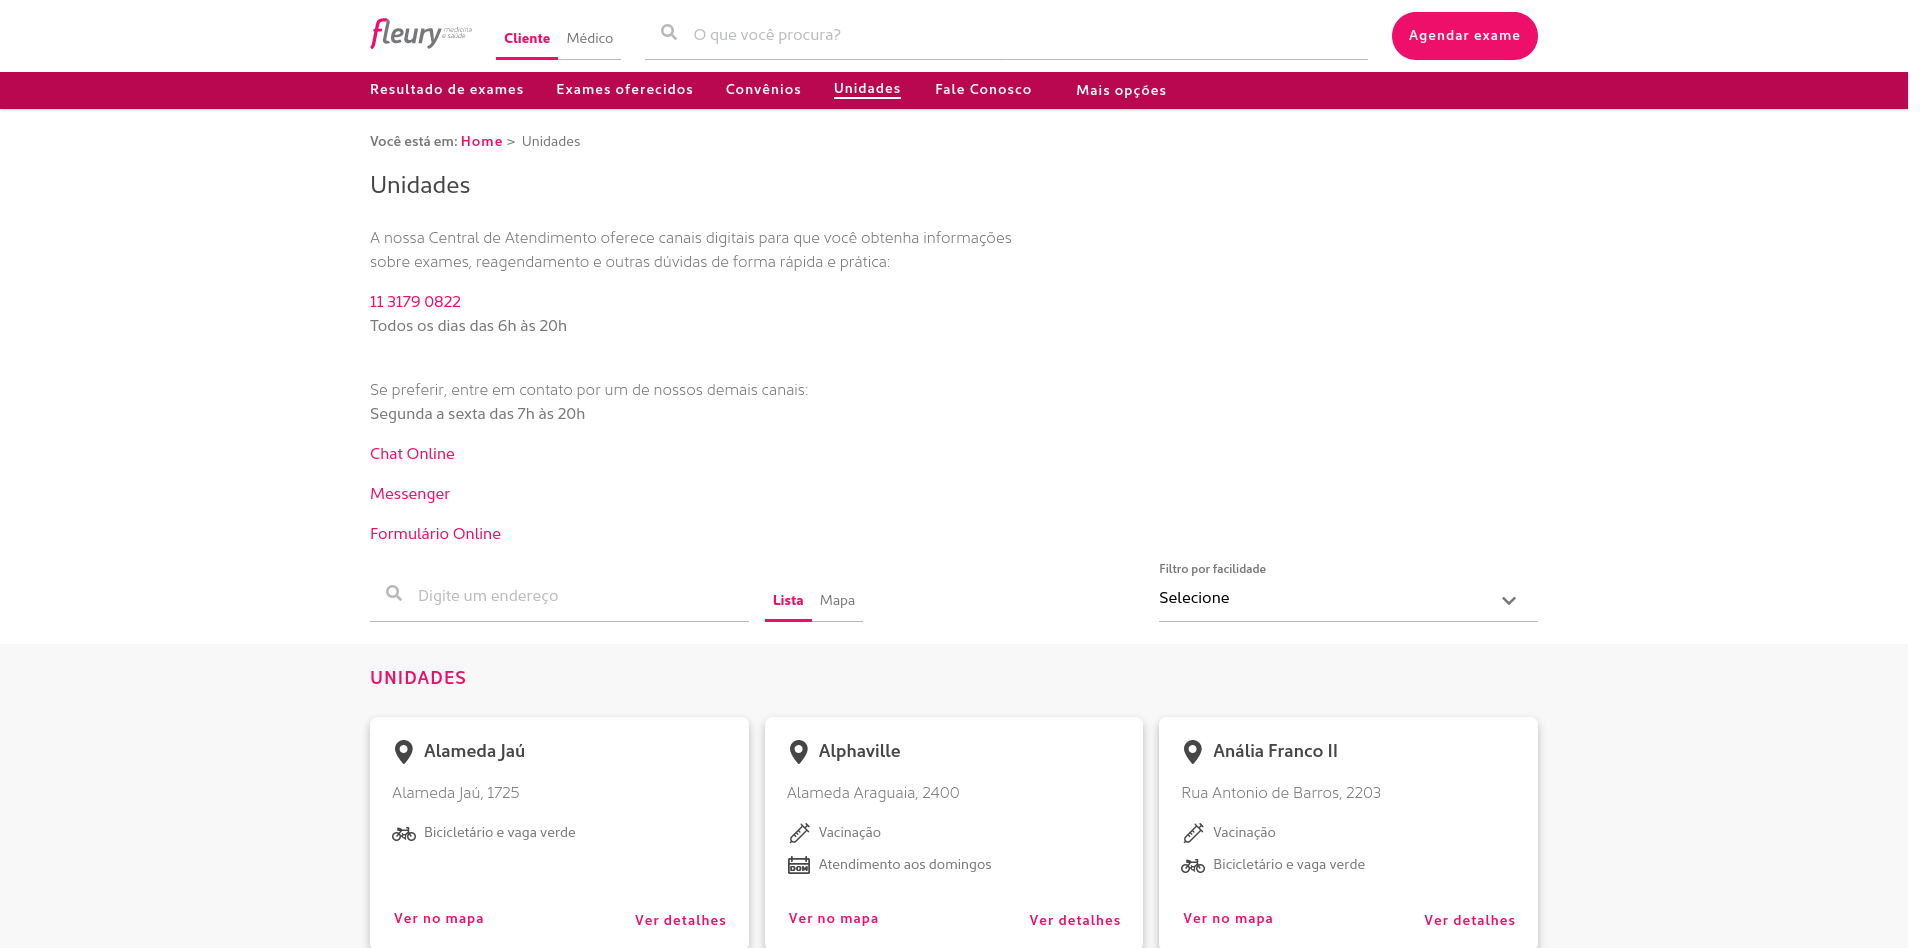 fleury medicina e saúde
Cliente
Médico
O que você procura?
Agendar exame
Resultado de exames
Exames oferecidos
Convênios
Unidades
Fale Conosco
Mais opções
Você está em: Home > Unidades
Unidades
A nossa Central de Atendimento oferece canais digitais para que você obtenha informações
sobre exames, reagendamento e outras dúvidas de forma rápida e prática:
11 3179 0822
Todos os dias das 6h às 20h
Se preferir, entre em contato por um de nossos demais canais:
Segunda a sexta das 7h às 20h
Chat Online
Messenger
Formulário Online
Digite um endereço
Lista
Mapa
Filtro por facilidade
Selecione
UNIDADES
Alameda Jaú
Alameda Jaú, 1725
Bicicletário e vaga verde
Ver no mapa
Ver detalhes
Alphaville
Alameda Araguaia, 2400
Vacinação
DOM
Atendimento aos domingos
Ver no mapa
Ver detalhes
Anália Franco II
Rua Antonio de Barros, 2203
Vacinação
Bicicletário e vaga verde
Ver no mapa
Ver detalhes